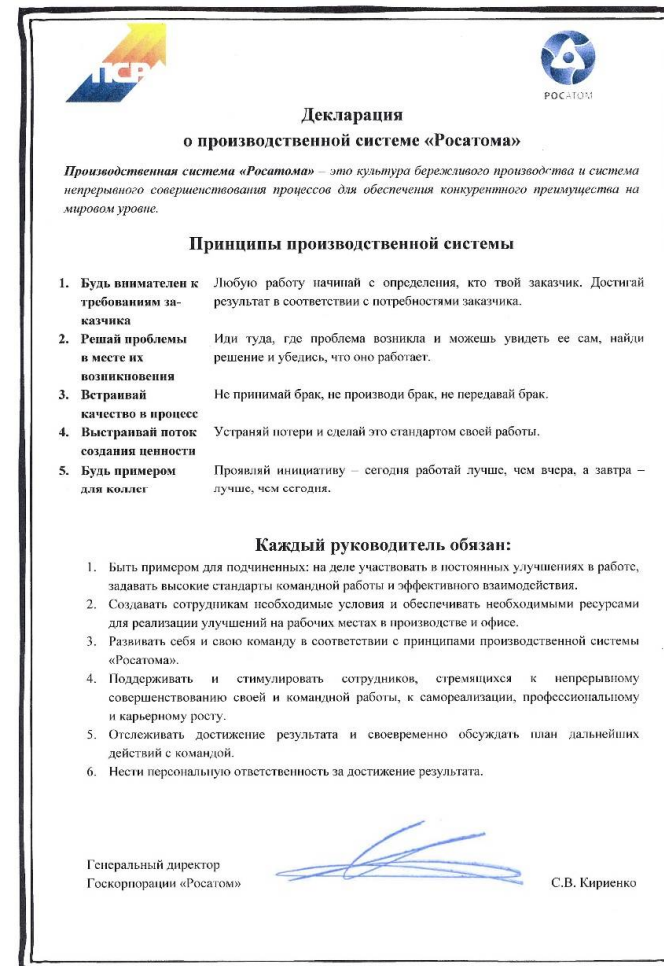 ПСР
РОСАТОМ
Декларация
о производственной системе «Росатома»
Производственная система «Росатома» – это культура бережливого производства и система
непрерывного совершенствования процессов для обеспечения конкурентного преимущества на
мировом уровне.
Принципы производственной системы
1. Будь внимателен к Любую работу начинай с определения, кто твой заказчик. Достигай
требованиям за- результат в соответствии с потребностями заказчика.
казчика
2. Решай проблемы Иди туда, где проблема возникла и можешь увидеть ее сам, найди
в месте их решение и убедись, что оно работает.
возникновения
3. Встраивай Не принимай брак, не производи брак, не передавай брак.
качество в процесс
4. Выстраивай поток Устраняй потери и сделай это стандартом своей работы.
создания ценности
5. Будь примером Проявляй инициативу – сегодня работай лучше, чем вчера, а завтра –
для коллег лучше, чем сегодня.
Каждый руководитель обязан:
1. Быть примером для подчиненных: на деле участвовать в постоянных улучшениях в работе,
задавать высокие стандарты командной работы и эффективного взаимодействия.
2. Создавать сотрудникам необходимые условия и обеспечивать необходимыми ресурсами
для реализации улучшений на рабочих местах в производстве и офисе.
3. Развивать себя и свою команду в соответствии с принципами производственной системы
«Росатома».
4. Поддерживать и стимулировать сотрудников, стремящихся к непрерывному
совершенствованию своей и командной работы, к самореализации, профессиональному
и карьерному росту.
5. Отслеживать достижение результата и своевременно обсуждать план дальнейших
действий с командой.
6. Нести персональную ответственность за достижение результата.
Генеральный директор
Госкорпорации «Росатом» С.В. Кириенко